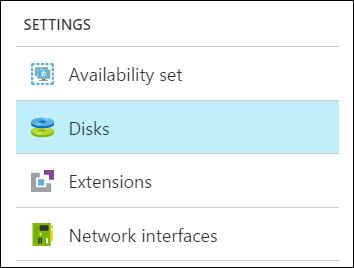 SETTINGS
Availability set
Disks
Extensions
Network interfaces